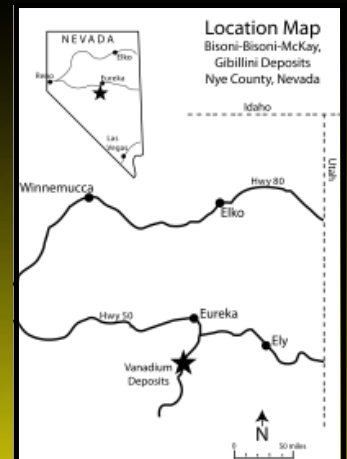 Location Map
Bisoni-Bisoni-McKay,
Gibillini Deposits
Nye County, Nevada
NEVADA
Elko
Reno
Eureka
Las
Vegas
Idaho
Utah
Winnemucca
Hwy 80
Elko
Hwy 50
Eureka
Ely
Vanadium
Deposits
N
0 50 miles